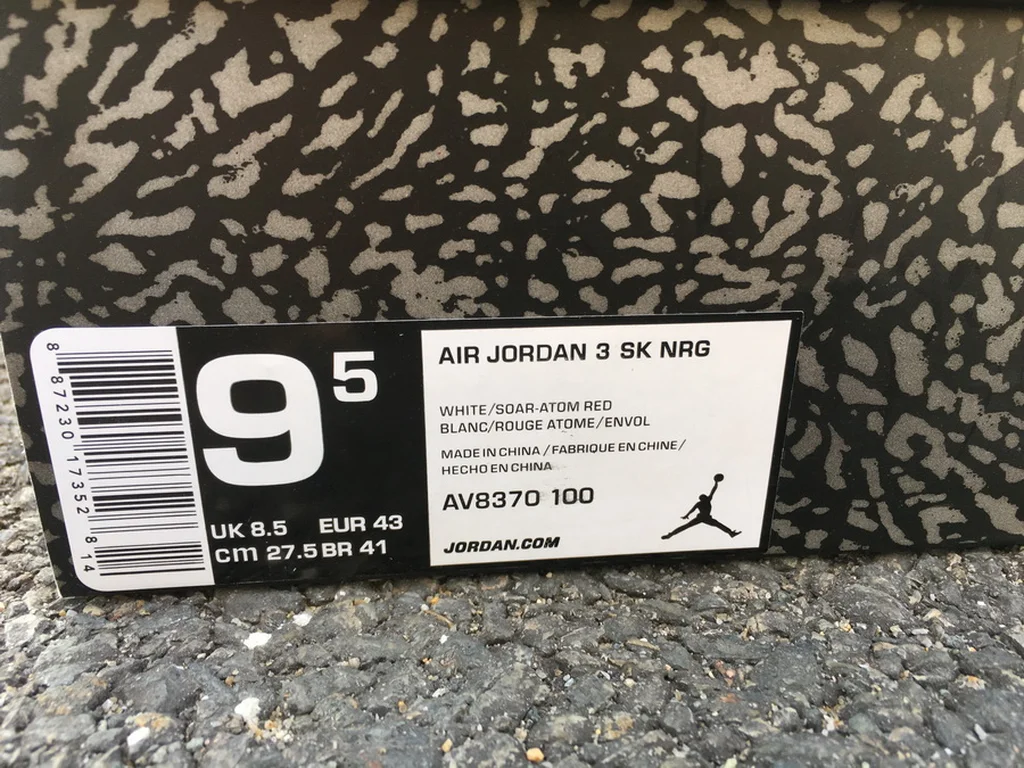 8 87230 17352 8 14
9 5
UK 8.5 EUR 43
cm 27.5 BR 41
AIR JORDAN 3 SK NRG
WHITE/SOAR-ATOM RED
BLANC/ROUGE ATOME/ENVOL
MADE IN CHINA / FABRIQUE EN CHINE /
HECHO EN CHINA
AV8370 100
JORDAN.COM